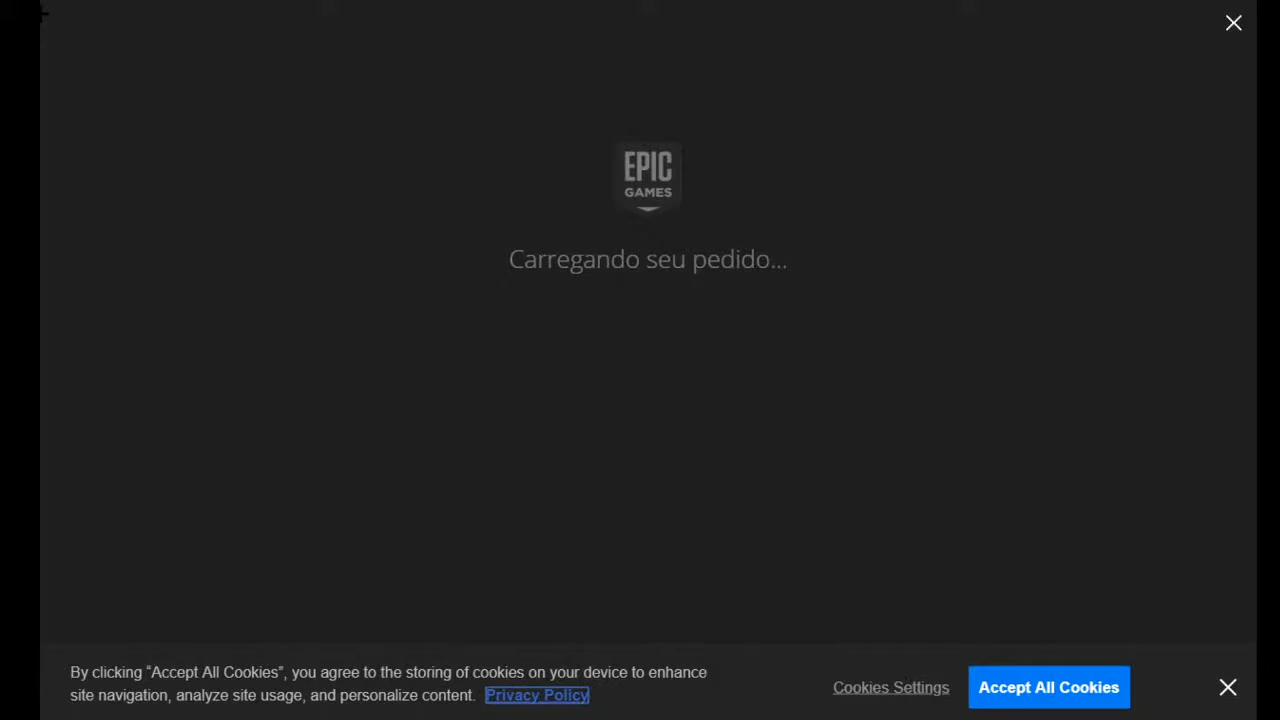 EPIC
GAMES
Carregando seu pedido...
By clicking “Accept All Cookies”, you agree to the storing of cookies on your device to enhance
site navigation, analyze site usage, and personalize content. Privacy Policy
Cookies Settings
Accept All Cookies